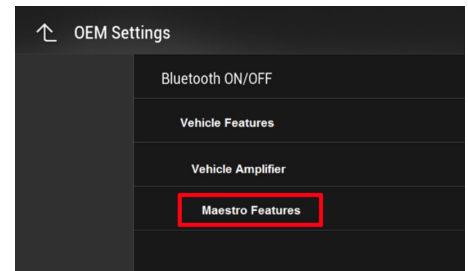 OEM Settings
Bluetooth ON/OFF
Vehicle Features
Vehicle Amplifier
Maestro Features